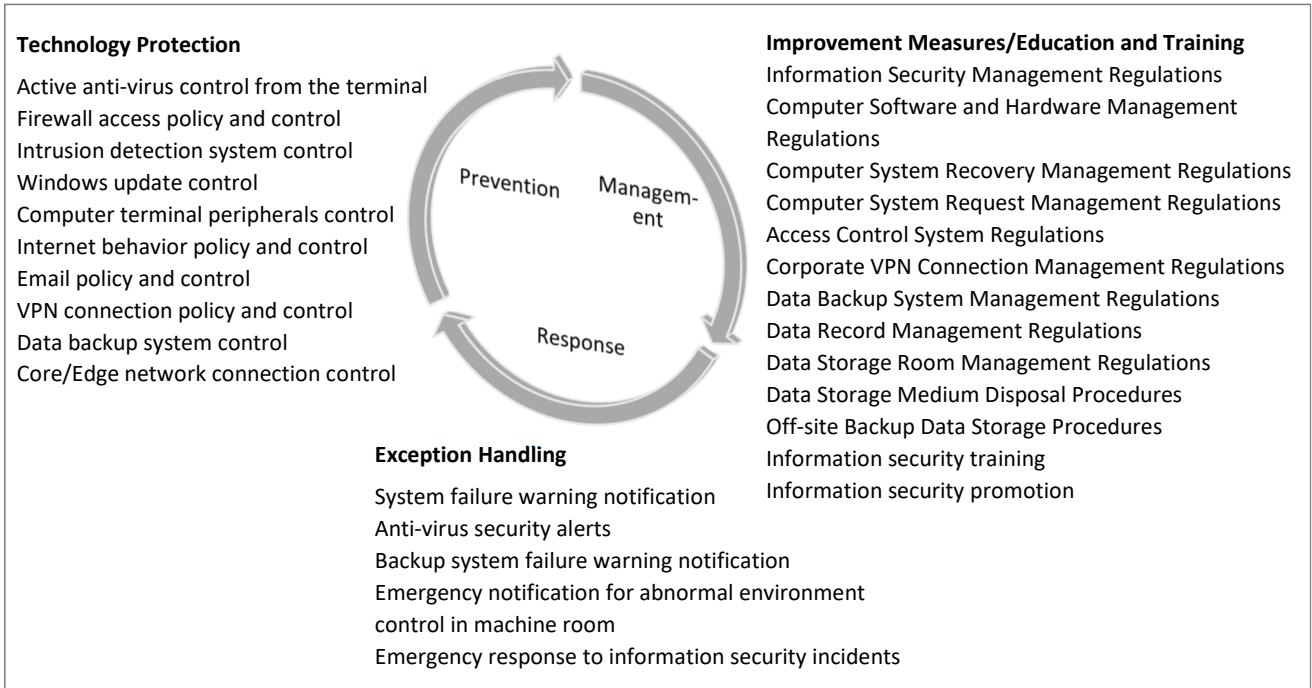 Technology Protection
Active anti-virus control from the terminal
Firewall access policy and control
Intrusion detection system control
Windows update control
Computer terminal peripherals control
Internet behavior policy and control
Email policy and control
VPN connection policy and control
Data backup system control
Core/Edge network connection control
Prevention
Managem-
ent
Response
Improvement Measures/Education and Training
Information Security Management Regulations
Computer Software and Hardware Management
Regulations
Computer System Recovery Management Regulations
Computer System Request Management Regulations
Access Control System Regulations
Corporate VPN Connection Management Regulations
Data Backup System Management Regulations
Data Record Management Regulations
Data Storage Room Management Regulations
Data Storage Medium Disposal Procedures
Off-site Backup Data Storage Procedures
Information security training
Information security promotion
Exception Handling
System failure warning notification
Anti-virus security alerts
Backup system failure warning notification
Emergency notification for abnormal environment
control in machine room
Emergency response to information security incidents